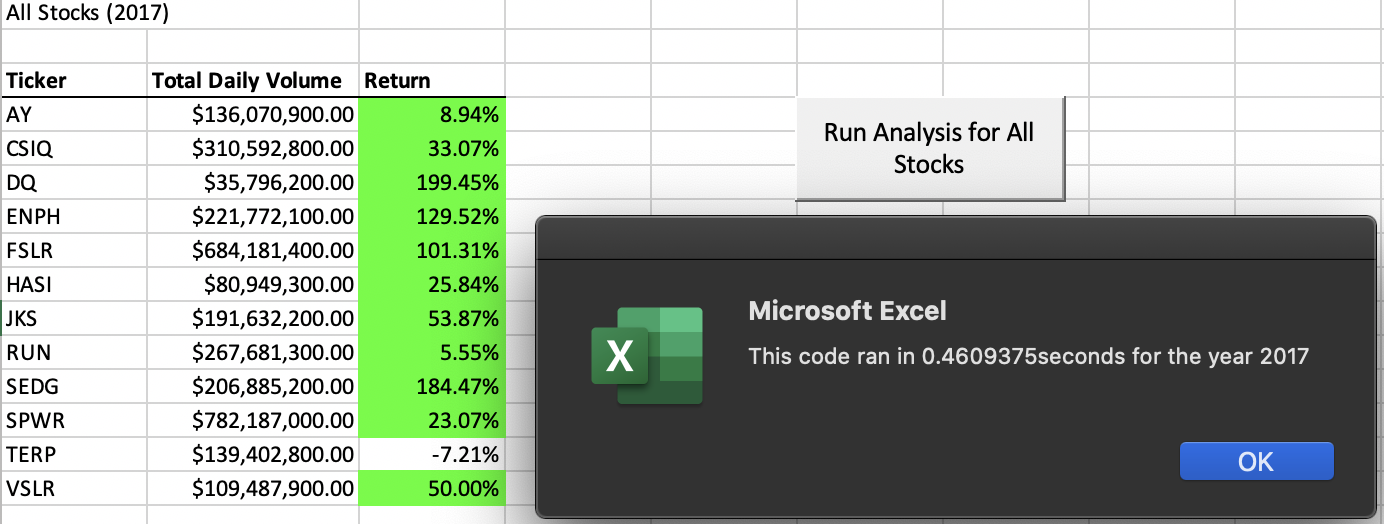 All Stocks (2017)
Ticker Total Daily Volume Return
AY $136,070,900.00 8.94%
CSIQ $310,592,800.00 33.07%
DQ $35,796,200.00 199.45%
ENPH $221,772,100.00 129.52%
FSLR $684,181,400.00 101.31%
HASI $80,949,300.00 25.84%
JKS $191,632,200.00 53.87%
RUN $267,681,300.00 5.55%
SEDG $206,885,200.00 184.47%
SPWR $782,187,000.00 23.07%
TERP $139,402,800.00 -7.21%
VSLR $109,487,900.00 50.00%
Run Analysis for All
Stocks
X
Microsoft Excel
This code ran in 0.4609375seconds for the year 2017
OK